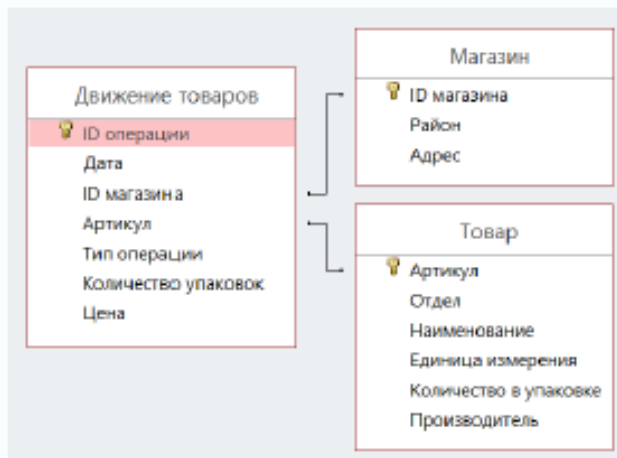 Движение товаров
ID операции
Дата
ID магазина
Артикул
Тип операции
Количество упаковок
Цена
Магазин
ID магазина
Район
Адрес
Товар
Артикул
Отдел
Наименование
Единица измерения
Количество в упаковке
Производитель